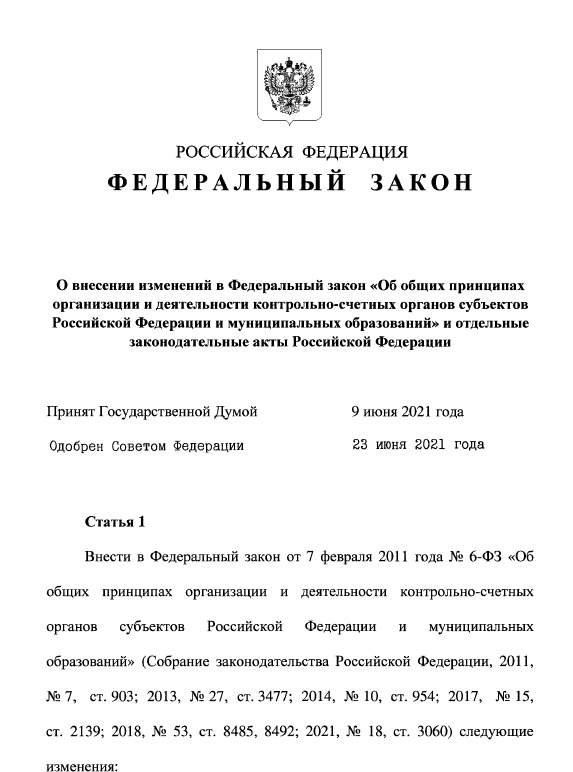 РОССИЙСКАЯ ФЕДЕРАЦИЯ
ФЕДЕРАЛЬНЫЙ ЗАКОН
О внесении изменений в Федеральный закон «Об общих принципах
организации и деятельности контрольно-счетных органов субъектов
Российской Федерации и муниципальных образований» и отдельные
законодательные акты Российской Федерации
Принят Государственной Думой 9 июня 2021 года
Одобрен Советом Федерации 23 июня 2021 года
Статья 1
Внести в Федеральный закон от 7 февраля 2011 года № 6-ФЗ «Об
общих принципах организации и деятельности контрольно-счетных
органов субъектов Российской Федерации и муниципальных
образований» (Собрание законодательства Российской Федерации, 2011,
№ 7, ст. 903; 2013, № 27, ст. 3477; 2014, № 10, ст. 954; 2017, № 15,
ст. 2139; 2018, № 53, ст. 8485, 8492; 2021, № 18, ст. 3060) следующие
изменения: